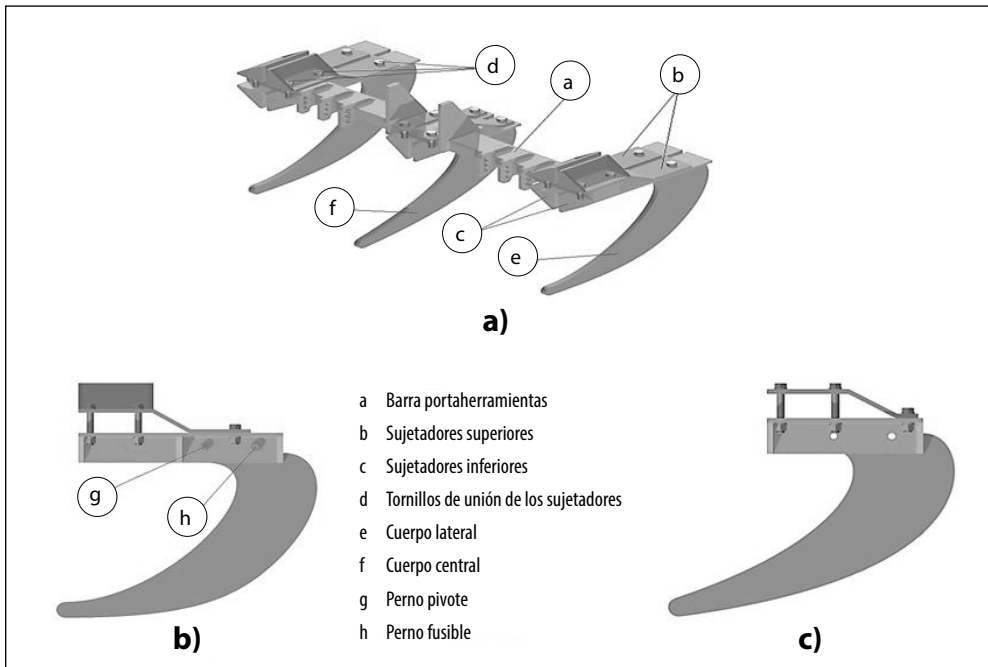 d
b
a
f
c
e
a)
a Barra portaherramientas
b Sujetadores superiores
c Sujetadores inferiores
d Tornillos de unión de los sujetadores
e Cuerpo lateral
f Cuerpo central
g Perno pivote
h Perno fusible
g
h
b)
c)